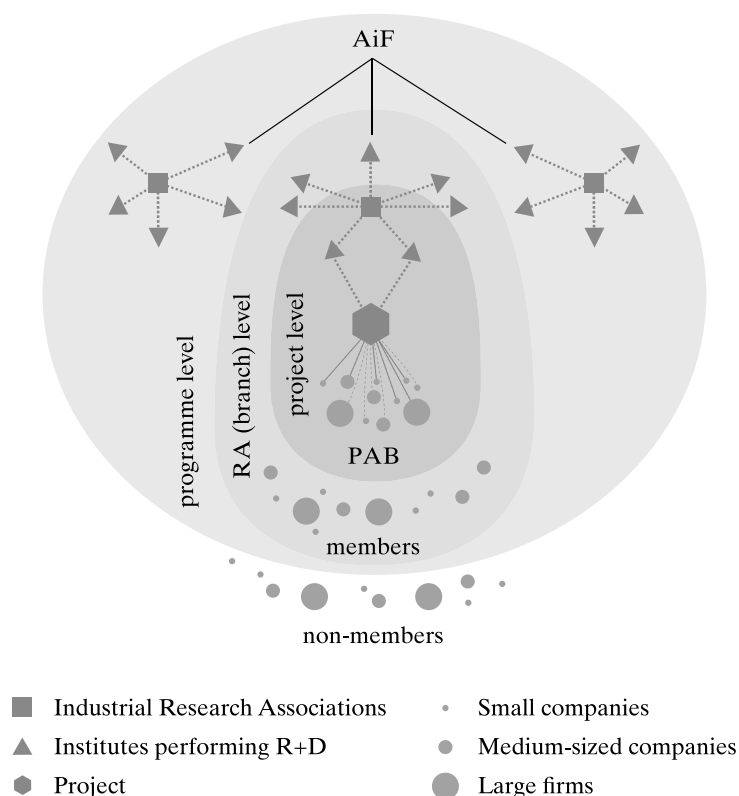 AiF
programme level
RA (branch) level
project level
PAB
members
non-members
Industrial Research Associations
Institutes performing R+D
Project
Small companies
Medium-sized companies
Large firms